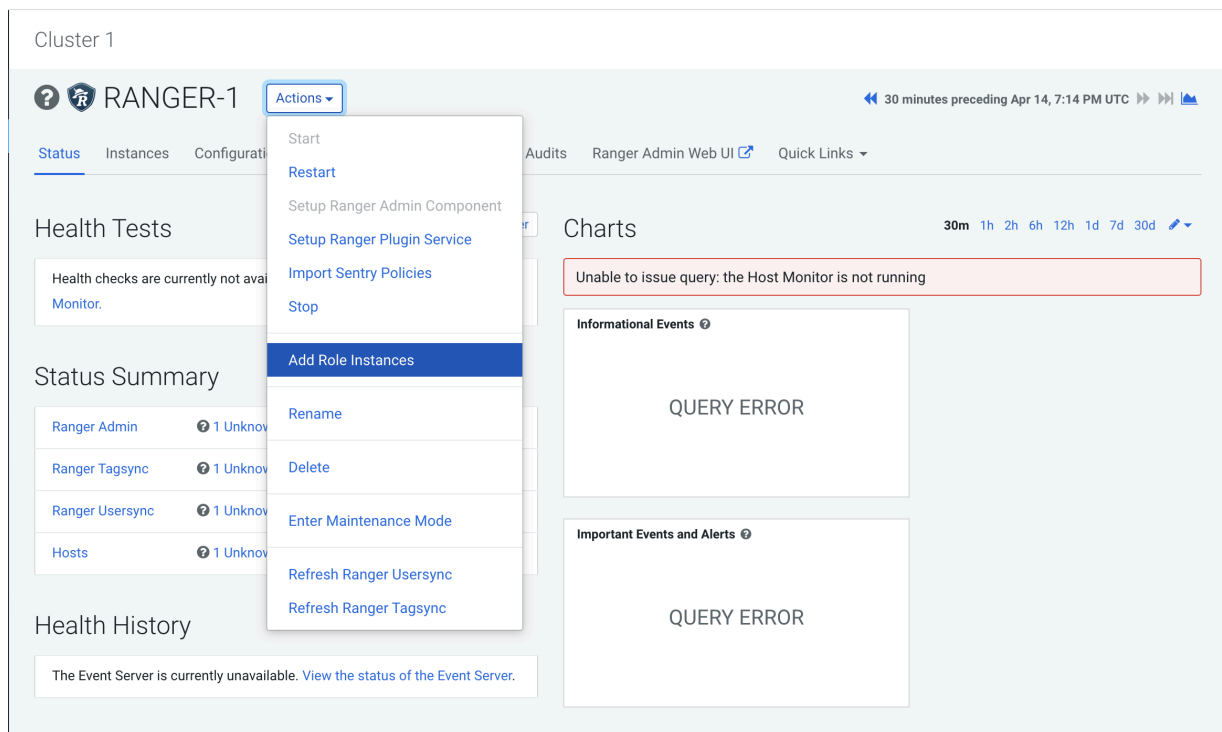 Cluster 1
RANGER-1
Actions
30 minutes preceding Apr 14, 7:14 PM UTC
Status
Instances
Audits
Ranger Admin Web UI
Quick Links
Start
Restart
Setup Ranger Admin Component
Setup Ranger Plugin Service
Import Sentry Policies
Stop
Add Role Instances
Rename
Delete
Enter Maintenance Mode
Refresh Ranger Usersync
Refresh Ranger Tagsync
Health Tests
Health checks are currently not
Monitor.
Status Summary
Ranger Admin
1
Ranger Tagsync
1
Ranger Usersync
1
Hosts
1
Health History
The Event Server is currently unavailable. View the status of the Event Server.
Charts
30m 1h 2h 6h 12h 1d 7d 30d
Unable to issue query: the Host Monitor is not running
Informational Events
QUERY ERROR
Important Events and Alerts
QUERY ERROR